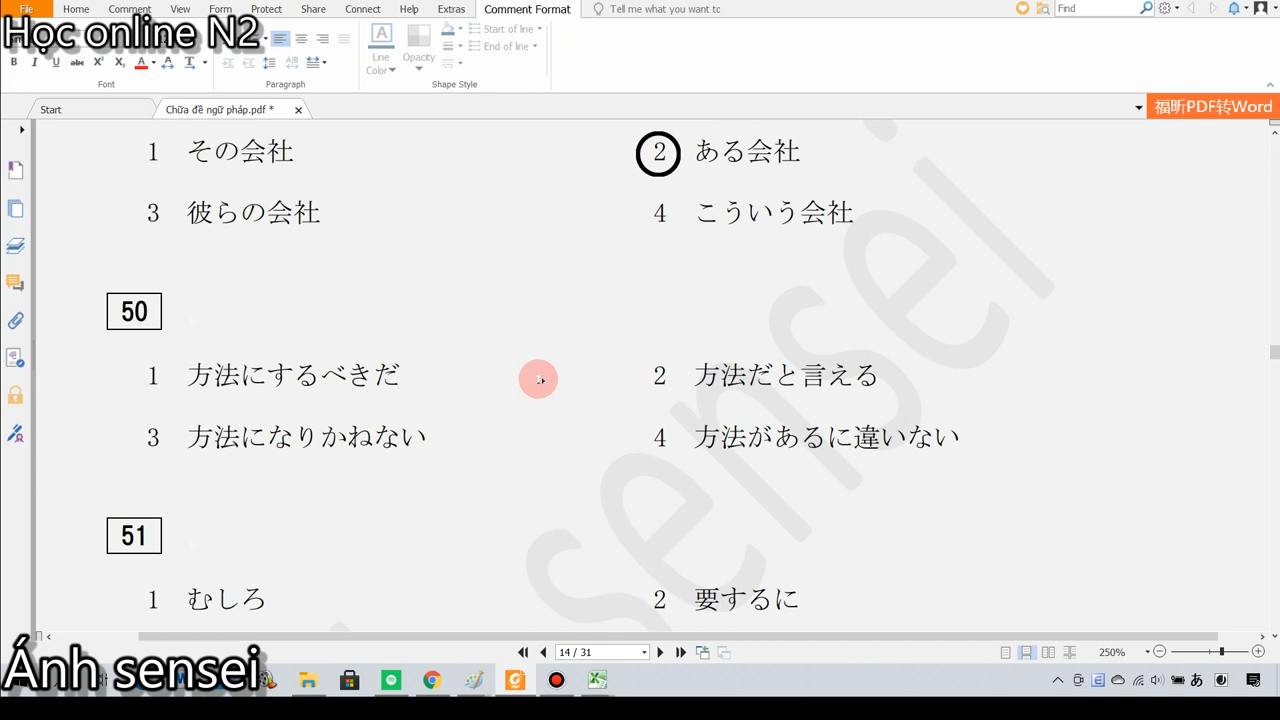 File Home Comment View Form Protect Share Connect Help Extras Comment Format Tell me what you want to Find
Học online N2
Start of line
End of line
Line Color
Opacity
Font Paragraph Shape Style
Start Chữa đề ngữ pháp.pdf * 福昕PDF转Word
1 その会社 2 ある会社
3 彼らの会社 4 こういう会社
50
1 方法にするべきだ 2 方法だと言える
3 方法になりかねない 4 方法があるに違いない
51
1 むしろ 2 要するに
sensei
14 / 31 250%
Ánh sensei